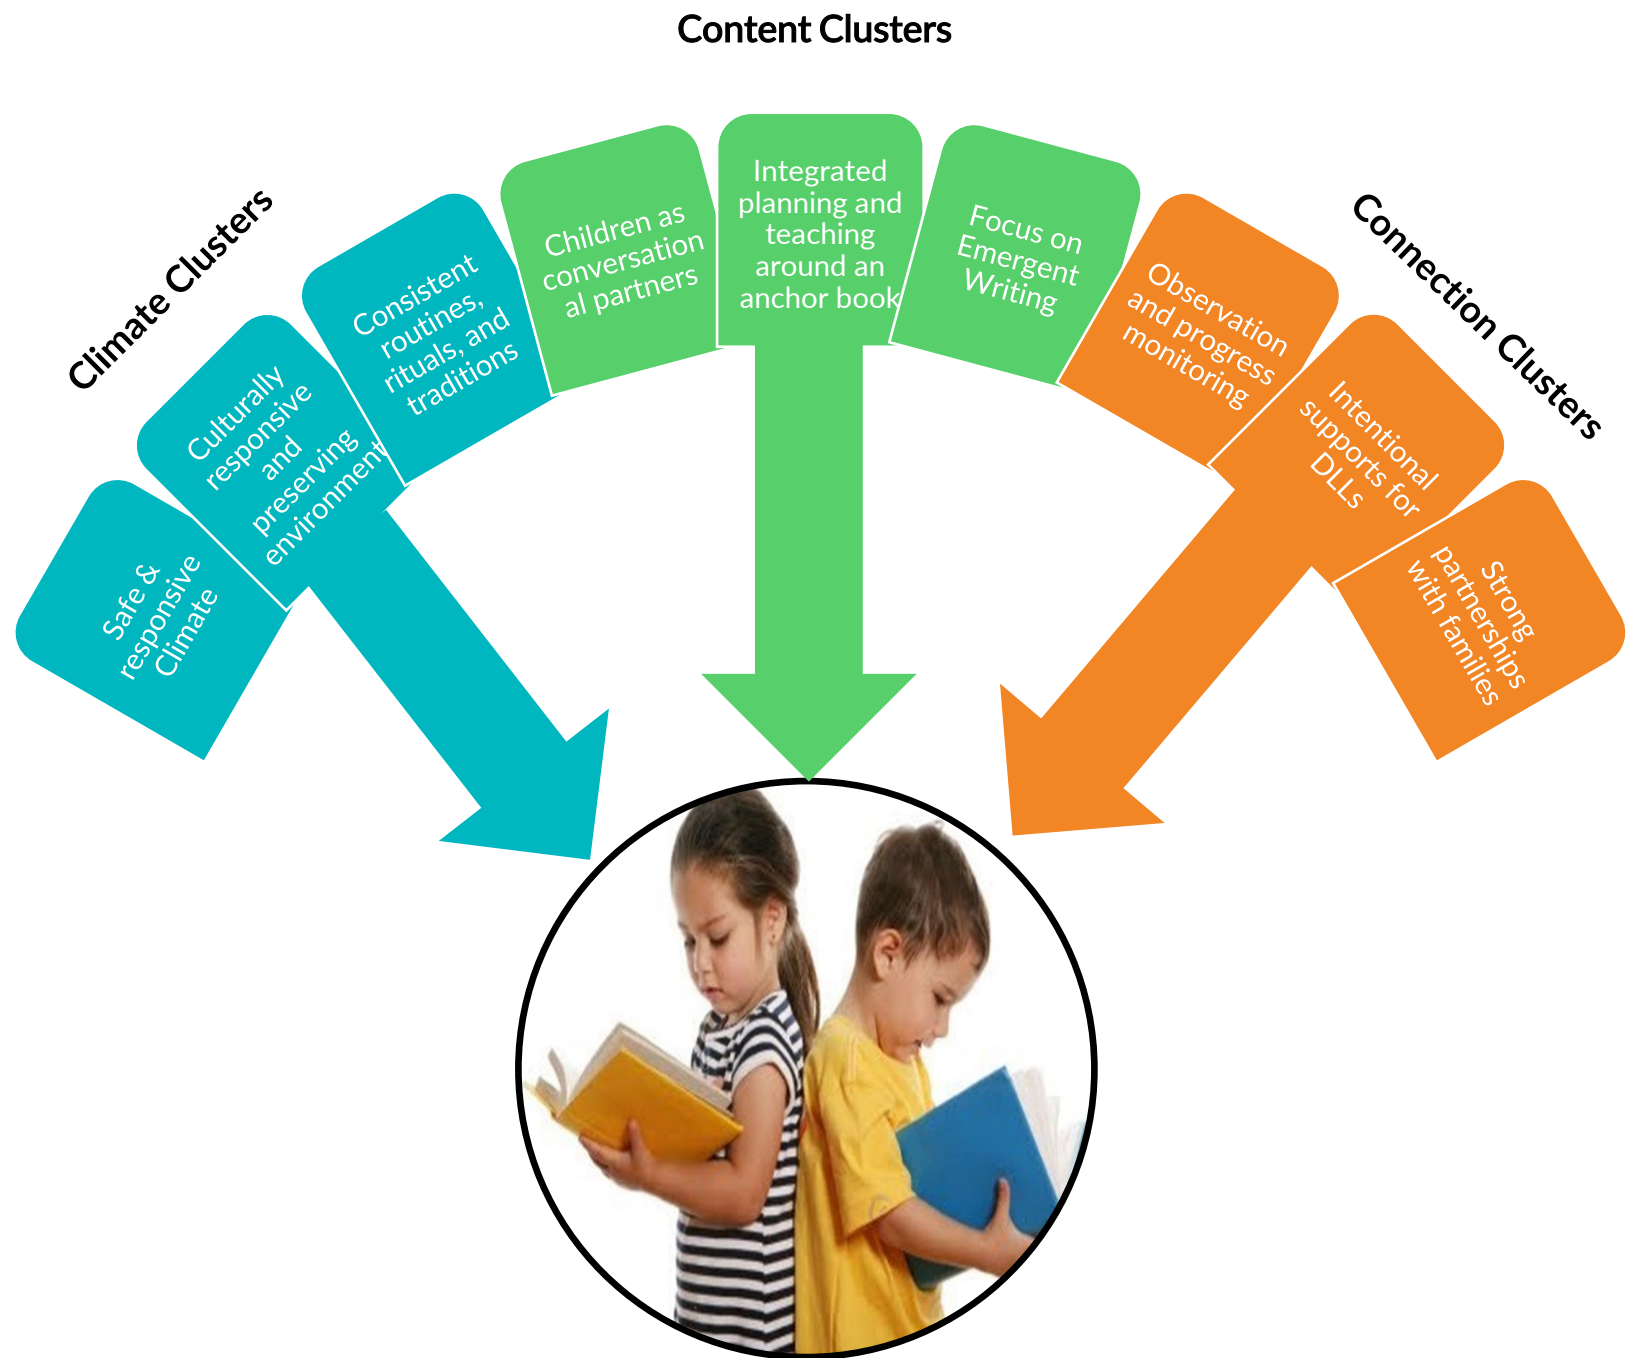 Content Clusters
Climate Clusters
Connection Clusters
Safe &
responsive
Climate
Culturally
responsive
and
preserving
environment
Consistent
routines,
rituals, and
traditions
Children as
conversation
al partners
Integrated
planning and
teaching
around an
anchor book
Focus on
Emergent
Writing
Observation
and progress
monitoring
Intentional
supports for
DLLs
Strong
partnerships
with families